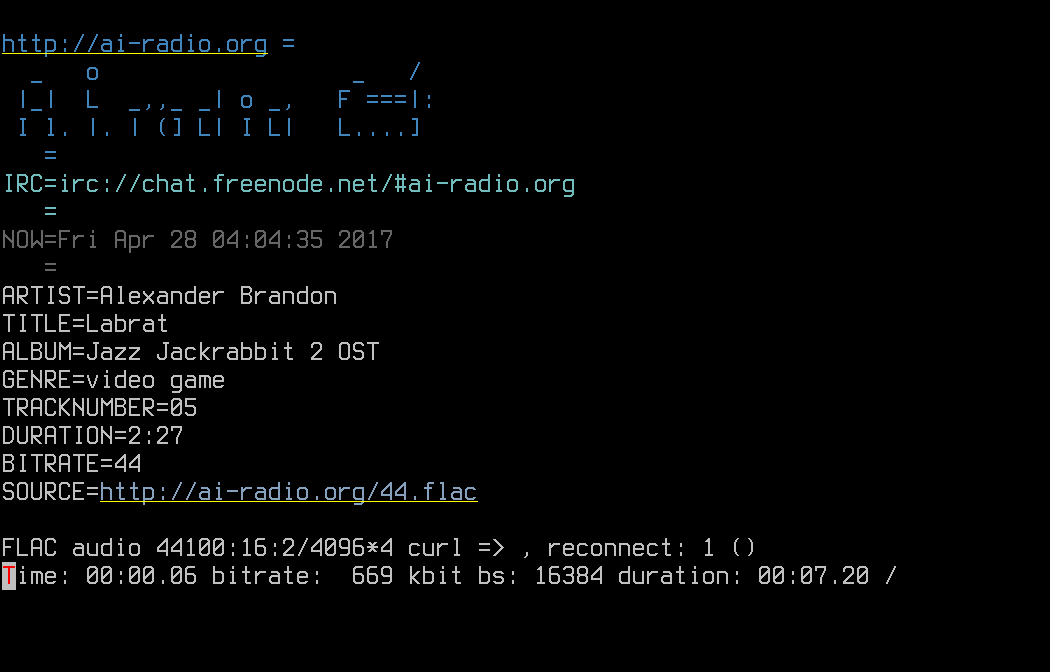 http://ai-radio.org =
  _   o                  _   /
 |_|  L  _,,_ _| o _,   F ===|:
 I l. |. | (] L| I L|   L....]
   =
IRC=irc://chat.freenode.net/#ai-radio.org
   =
NOW=Fri Apr 28 04:04:35 2017
   =
ARTIST=Alexander Brandon
TITLE=Labrat
ALBUM=Jazz Jackrabbit 2 OST
GENRE=video game
TRACKNUMBER=05
DURATION=2:27
BITRATE=44
SOURCE=http://ai-radio.org/44.flac

FLAC audio 44100:16:2/4096*4 curl => , reconnect: 1 ()
Time: 00:00.06 bitrate:  669 kbit bs: 16384 duration: 00:07.20 /